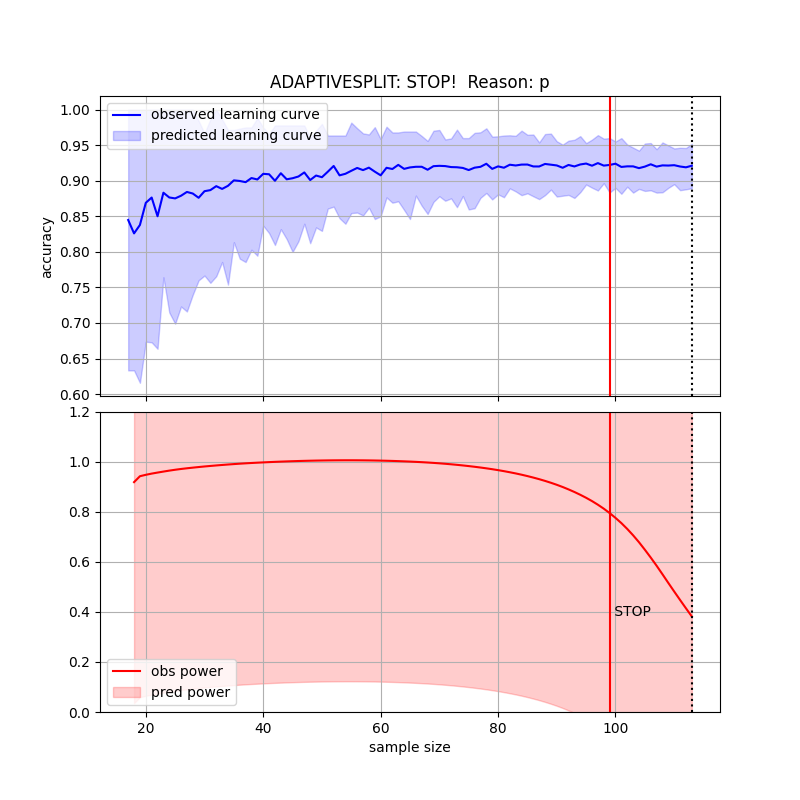 ADAPTIVESPLIT: STOP!  Reason: p
observed learning curve
predicted learning curve
accuracy
1.00
0.95
0.90
0.85
0.80
0.75
0.70
0.65
0.60
1.2
1.0
0.8
0.6
0.4
0.2
0.0
STOP
obs power
pred power
20 40 60 80 100
sample size